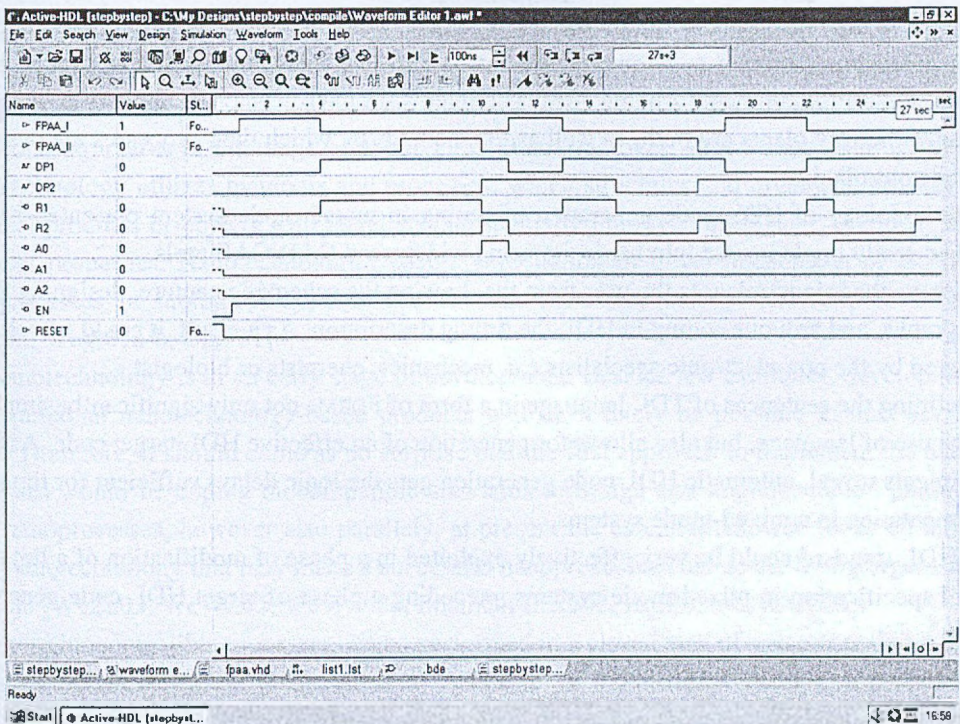 Active-HDL (stepbystep) - C:\My Designs\stepbystep\compile\Waveform Editor 1.awf *
File Edit Search View Design Simulation Waveform Tools Help
100ns 27s+3
Name Value St... 2 4 6 8 10 12 14 16 18 20 22 24 sec
27 sec
FPAA_I 1 Fo...
FPAA_II 0 Fo...
DP1 0
DP2 1
R1 0
R2 0
A0 0
A1 0
A2 0
EN 1
RESET 0 Fo...
stepbystep... waveform e... fpaa.vhd list1.lst .bde stepbystep...
Ready
Start Active-HDL (stepbyst... 16:58